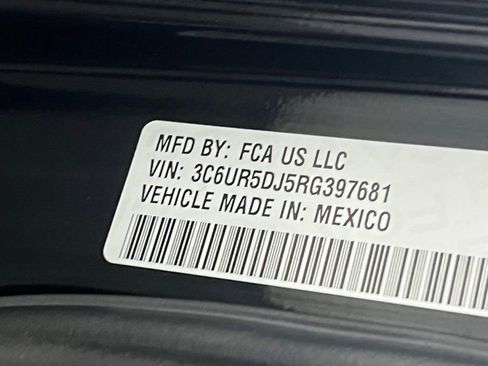 MFD BY: FCA US LLC
VIN: 3C6UR5DJ5RG397681
VEHICLE MADE IN: MEXICO